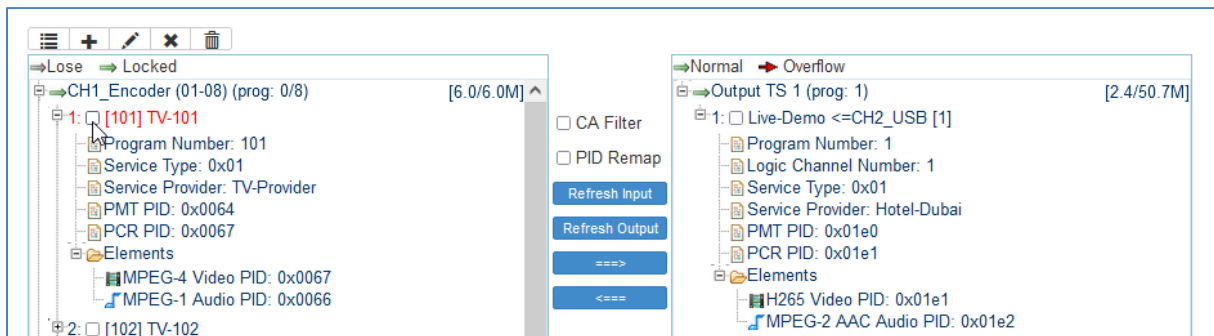 Lose Locked
CH1_Encoder (01-08) (prog: 0/8) [6.0/6.0M]
1: [101] TV-101
Program Number: 101
Service Type: 0x01
Service Provider: TV-Provider
PMT PID: 0x0064
PCR PID: 0x0067
Elements
MPEG-4 Video PID: 0x0067
MPEG-1 Audio PID: 0x0066
2: [102] TV-102
CA Filter
PID Remap
Refresh Input
Refresh Output
===>
<===
Normal Overflow
Output TS 1 (prog: 1) [2.4/50.7M]
1: Live-Demo <=CH2_USB [1]
Program Number: 1
Logic Channel Number: 1
Service Type: 0x01
Service Provider: Hotel-Dubai
PMT PID: 0x01e0
PCR PID: 0x01e1
Elements
H265 Video PID: 0x01e1
MPEG-2 AAC Audio PID: 0x01e2